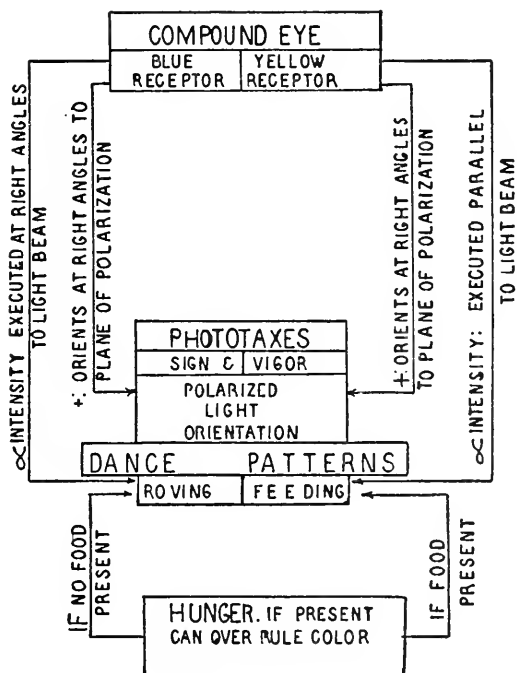 COMPOUND EYE
BLUE RECEPTOR
YELLOW RECEPTOR
∝ INTENSITY EXECUTED AT RIGHT ANGLES
TO LIGHT BEAM
+: ORIENTS AT RIGHT ANGLES TO
PLANE OF POLARIZATION
+: ORIENTS AT RIGHT ANGLES
TO PLANE OF POLARIZATION
∝ INTENSITY: EXECUTED PARALLEL
TO LIGHT BEAM
PHOTOTAXES
SIGN & VIGOR
POLARIZED
LIGHT
ORIENTATION
DANCE PATTERNS
ROVING
FEEDING
IF NO FOOD
PRESENT
IF FOOD
PRESENT
HUNGER. IF PRESENT
CAN OVER RULE COLOR